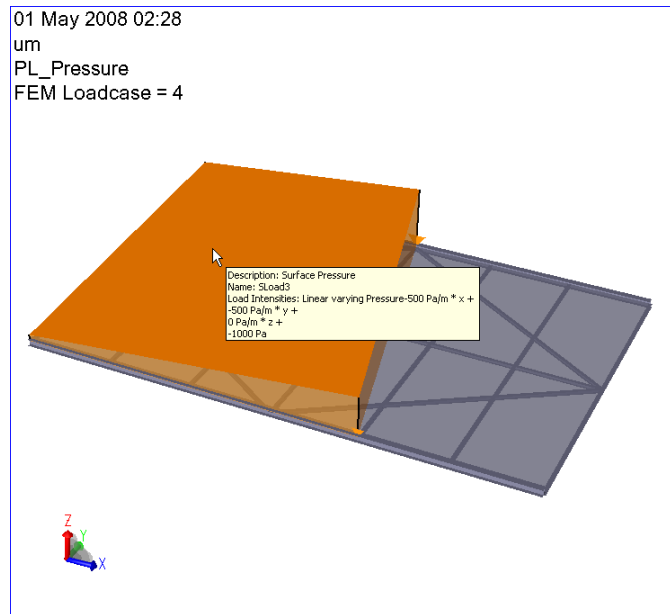 01 May 2008 02:28
um
PL_Pressure
FEM Loadcase = 4
Description: Surface Pressure
Name: SLoad3
Load Intensities: Linear varying Pressure-500 Pa/m * x +
-500 Pa/m * y +
0 Pa/m * z +
-1000 Pa
Z
Y
X